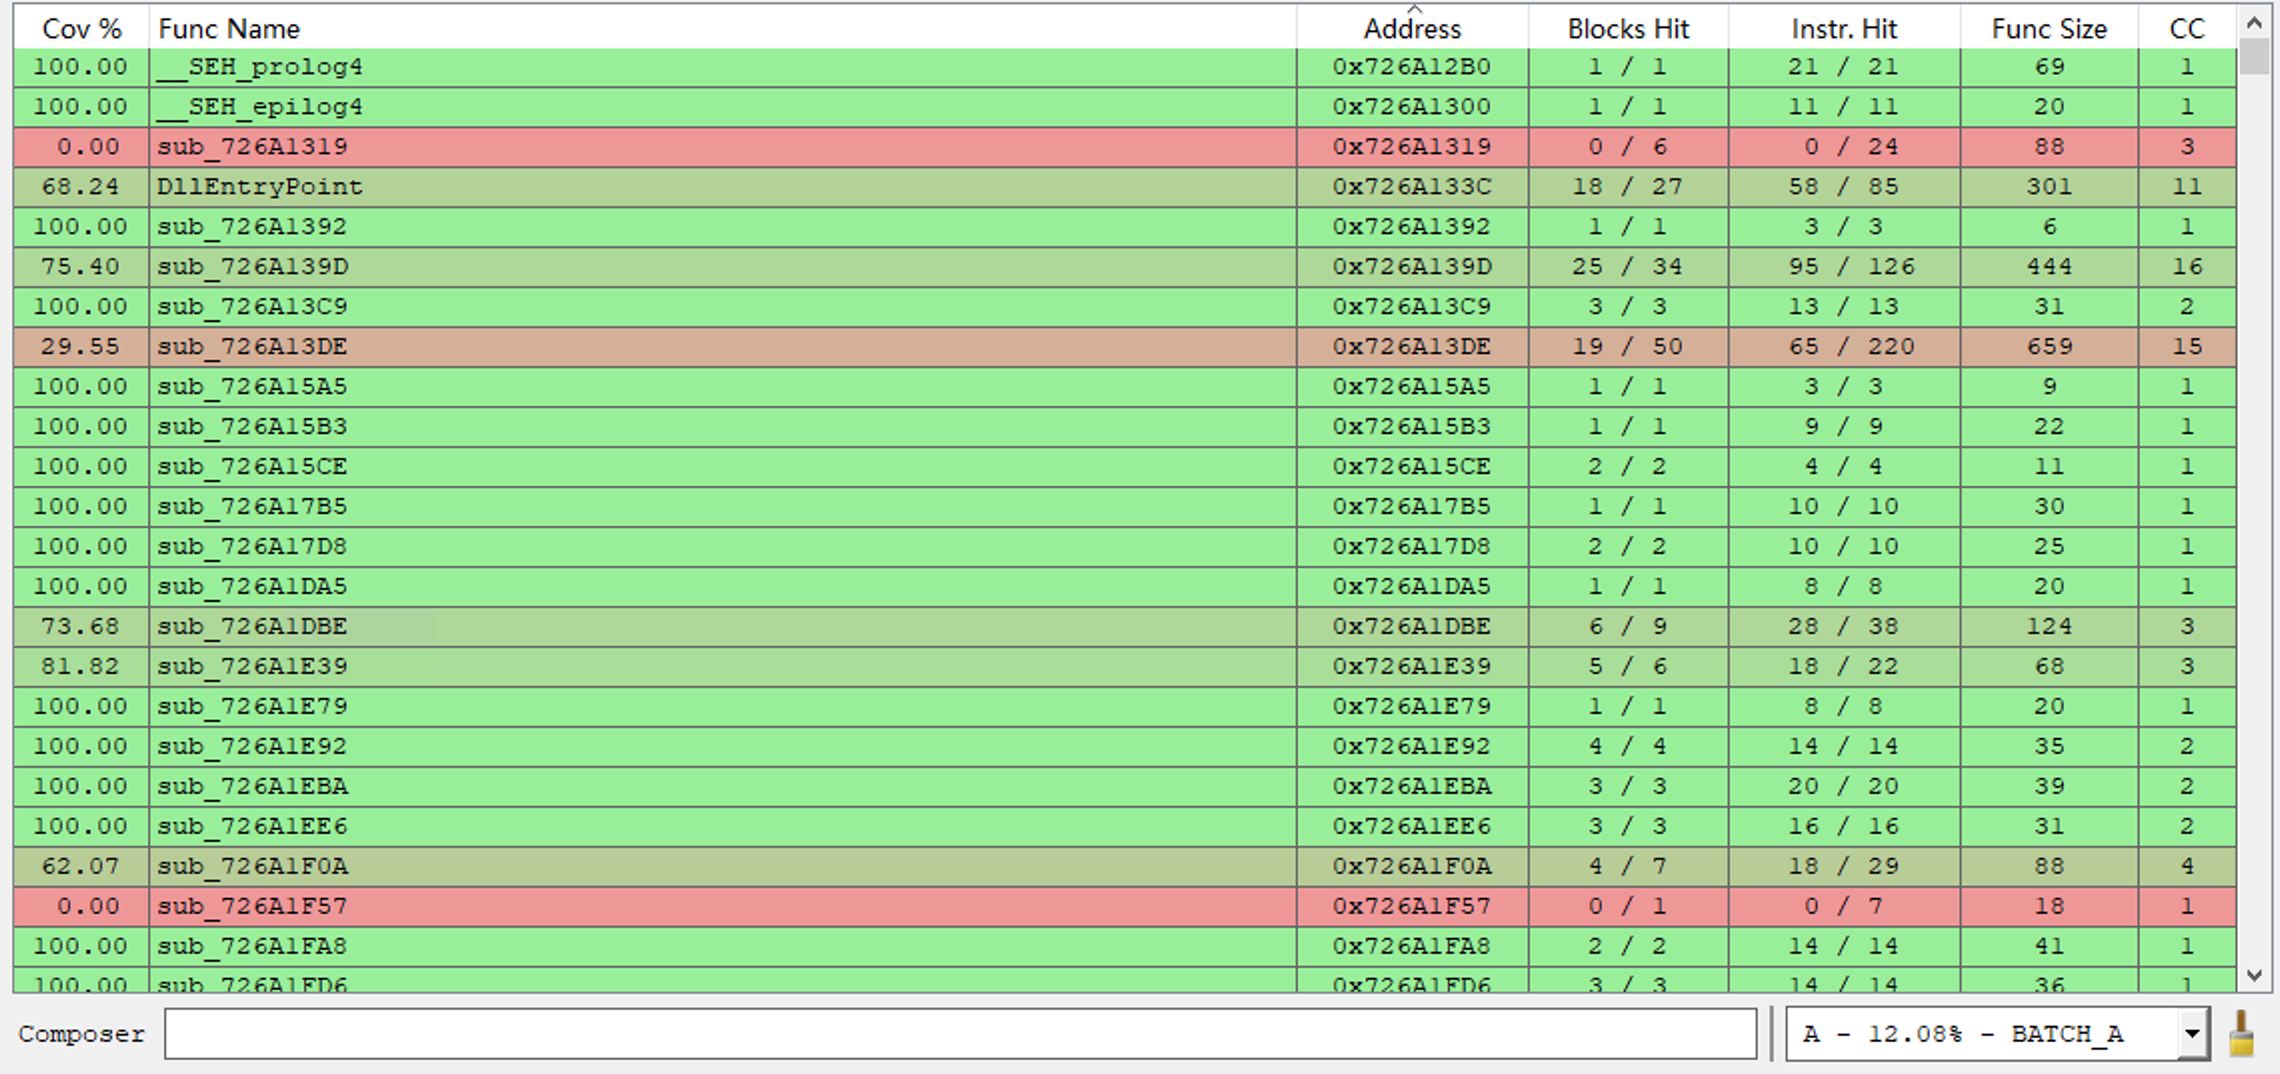 Cov % Func Name Address Blocks Hit Instr. Hit Func Size CC
100.00 __SEH_prolog4 0x726A12B0 1 / 1 21 / 21 69 1
100.00 __SEH_epilog4 0x726A1300 1 / 1 11 / 11 20 1
0.00 sub_726A1319 0x726A1319 0 / 6 0 / 24 88 3
68.24 DllEntryPoint 0x726A133C 18 / 27 58 / 85 301 11
100.00 sub_726A1392 0x726A1392 1 / 1 3 / 3 6 1
75.40 sub_726A139D 0x726A139D 25 / 34 95 / 126 444 16
100.00 sub_726A13C9 0x726A13C9 3 / 3 13 / 13 31 2
29.55 sub_726A13DE 0x726A13DE 19 / 50 65 / 220 659 15
100.00 sub_726A15A5 0x726A15A5 1 / 1 3 / 3 9 1
100.00 sub_726A15B3 0x726A15B3 1 / 1 9 / 9 22 1
100.00 sub_726A15CE 0x726A15CE 2 / 2 4 / 4 11 1
100.00 sub_726A17B5 0x726A17B5 1 / 1 10 / 10 30 1
100.00 sub_726A17D8 0x726A17D8 2 / 2 10 / 10 25 1
100.00 sub_726A1DA5 0x726A1DA5 1 / 1 8 / 8 20 1
73.68 sub_726A1DBE 0x726A1DBE 6 / 9 28 / 38 124 3
81.82 sub_726A1E39 0x726A1E39 5 / 6 18 / 22 68 3
100.00 sub_726A1E79 0x726A1E79 1 / 1 8 / 8 20 1
100.00 sub_726A1E92 0x726A1E92 4 / 4 14 / 14 35 2
100.00 sub_726A1EBA 0x726A1EBA 3 / 3 20 / 20 39 2
100.00 sub_726A1EE6 0x726A1EE6 3 / 3 16 / 16 31 2
62.07 sub_726A1F0A 0x726A1F0A 4 / 7 18 / 29 88 4
0.00 sub_726A1F57 0x726A1F57 0 / 1 0 / 7 18 1
100.00 sub_726A1FA8 0x726A1FA8 2 / 2 14 / 14 41 1
100.00 sub_726A1FD6 0x726A1FD6 3 / 3 14 / 14 36 1
Composer A - 12.08% - BATCH_A